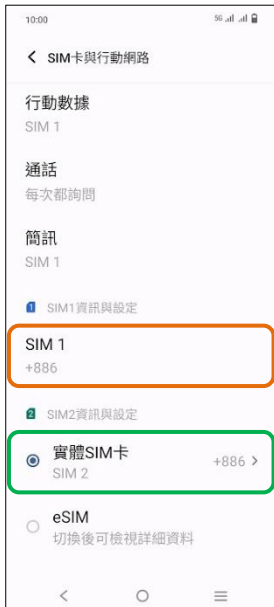 10:00
5G
SIM卡與行動網路
行動數據
SIM 1
通話
每次都詢問
簡訊
SIM 1
1 SIM1資訊與設定
SIM 1
+886
2 SIM2資訊與設定
實體SIM卡
+886
SIM 2
eSIM
切換後可檢視詳細資料